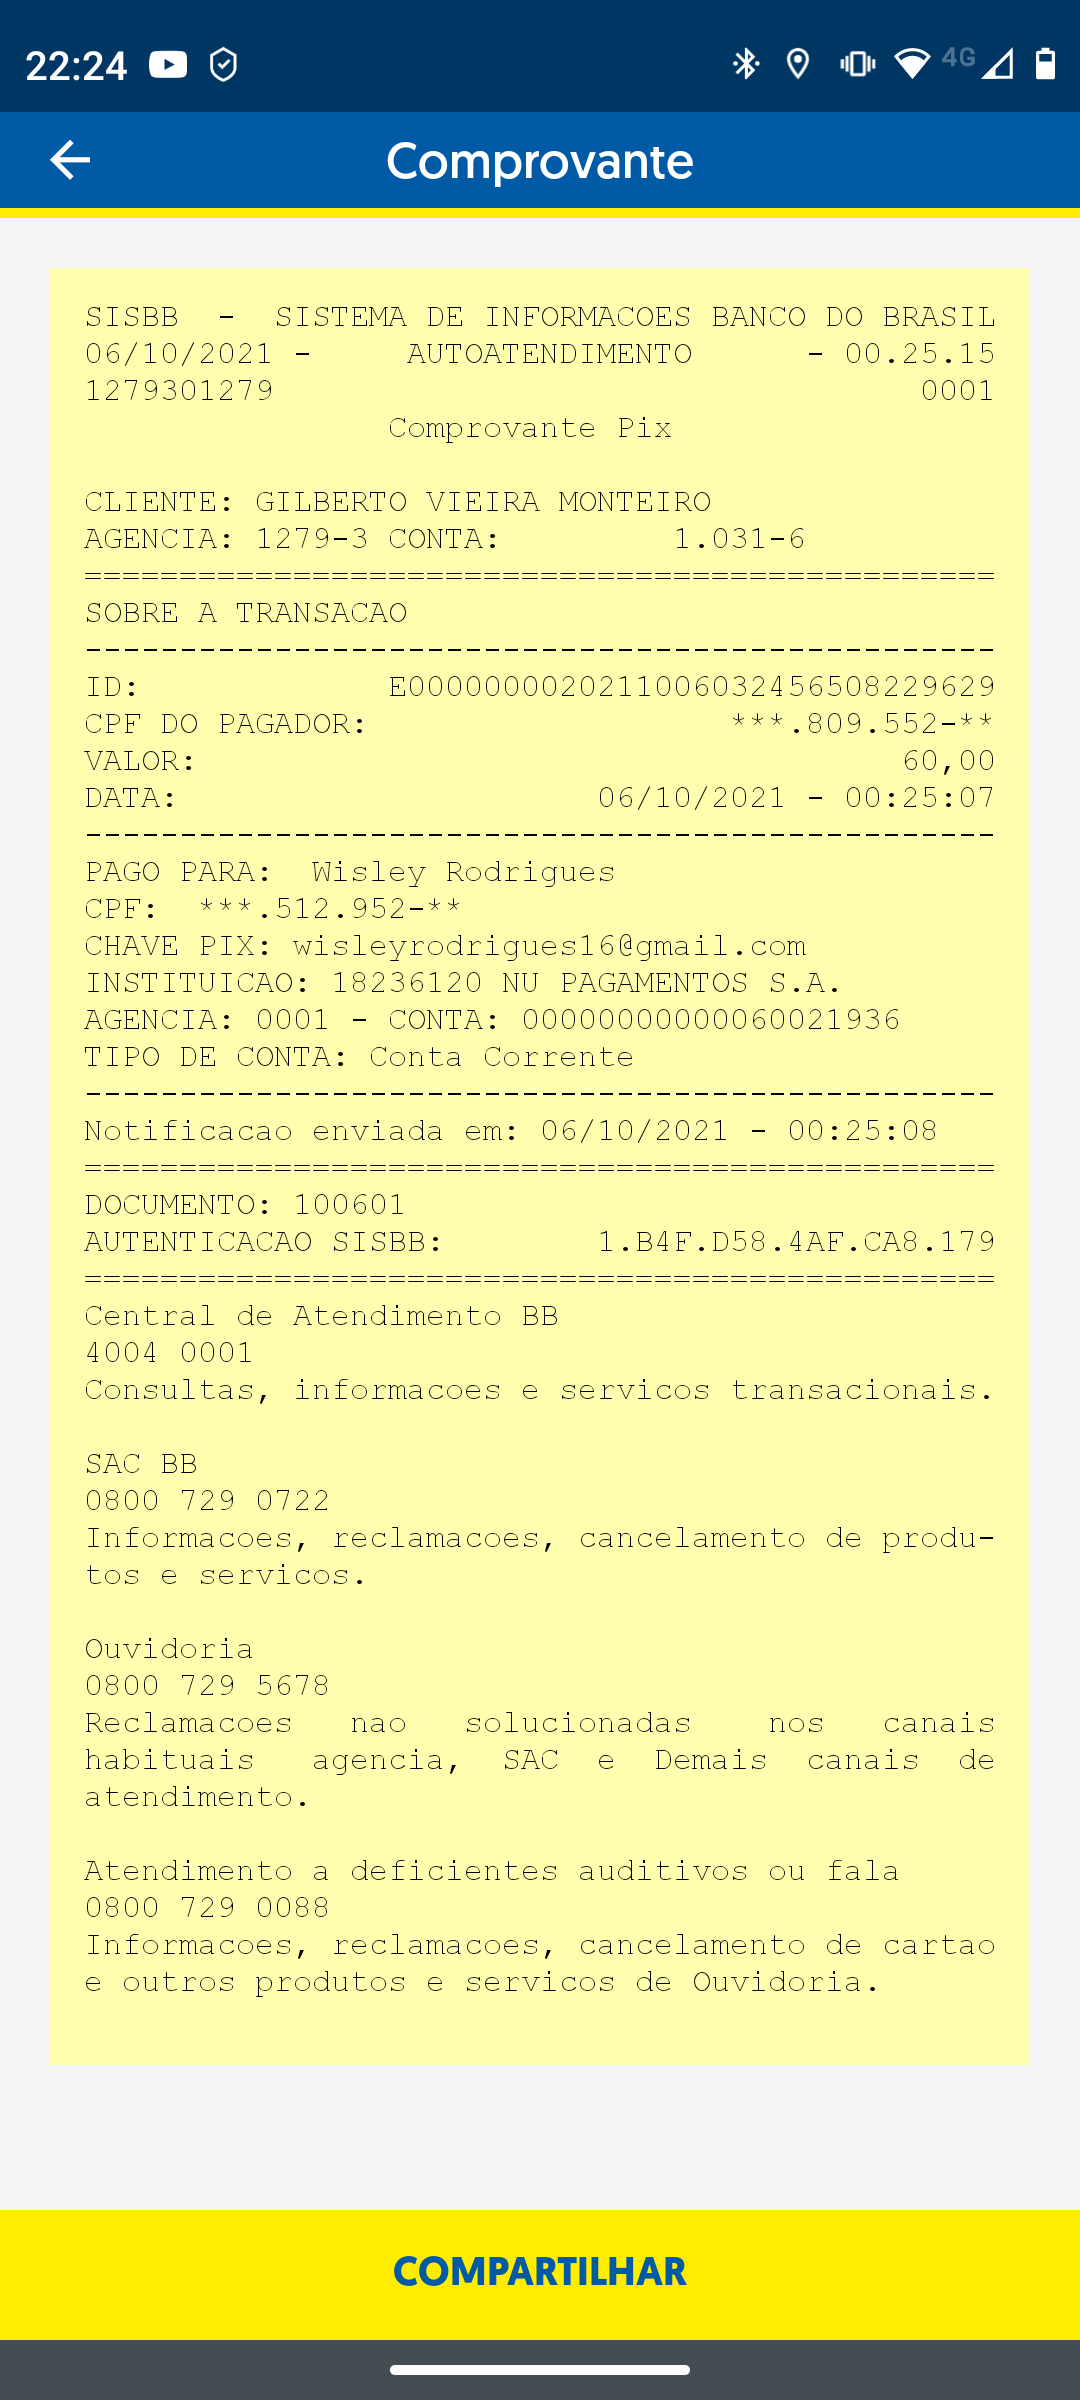 22:24
4G
Comprovante
SISBB - SISTEMA DE INFORMACOES BANCO DO BRASIL
06/10/2021 - AUTOATENDIMENTO - 00.25.15
1279301279 0001
Comprovante Pix
CLIENTE: GILBERTO VIEIRA MONTEIRO
AGENCIA: 1279-3 CONTA: 1.031-6
================================================
SOBRE A TRANSACAO
------------------------------------------------
ID: E0000000020211006032456508229629
CPF DO PAGADOR: ***.809.552-**
VALOR: 60,00
DATA: 06/10/2021 - 00:25:07
------------------------------------------------
PAGO PARA: Wisley Rodrigues
CPF: ***.512.952-**
CHAVE PIX: wisleyrodrigues16@gmail.com
INSTITUICAO: 18236120 NU PAGAMENTOS S.A.
AGENCIA: 0001 - CONTA: 00000000000060021936
TIPO DE CONTA: Conta Corrente
------------------------------------------------
Notificacao enviada em: 06/10/2021 - 00:25:08
================================================
DOCUMENTO: 100601
AUTENTICACAO SISBB: 1.B4F.D58.4AF.CA8.179
================================================
Central de Atendimento BB
4004 0001
Consultas, informacoes e servicos transacionais.
SAC BB
0800 729 0722
Informacoes, reclamacoes, cancelamento de produ-
tos e servicos.
Ouvidoria
0800 729 5678
Reclamacoes nao solucionadas nos canais
habituais agencia, SAC e Demais canais de
atendimento.
Atendimento a deficientes auditivos ou fala
0800 729 0088
Informacoes, reclamacoes, cancelamento de cartao
e outros produtos e servicos de Ouvidoria.
COMPARTILHAR